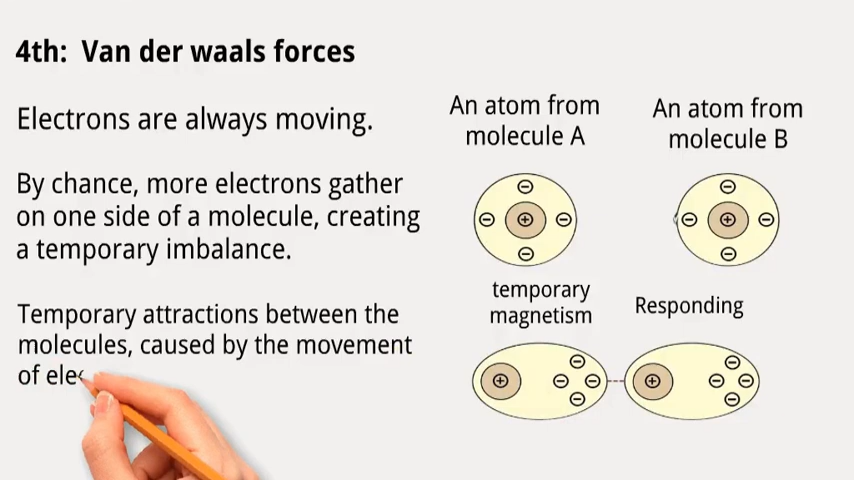 4th: Van der waals forces
Electrons are always moving.
By chance, more electrons gather
on one side of a molecule, creating
a temporary imbalance.
Temporary attractions between the
molecules, caused by the movement
of ele
An atom from
molecule A
An atom from
molecule B
temporary
magnetism
Responding